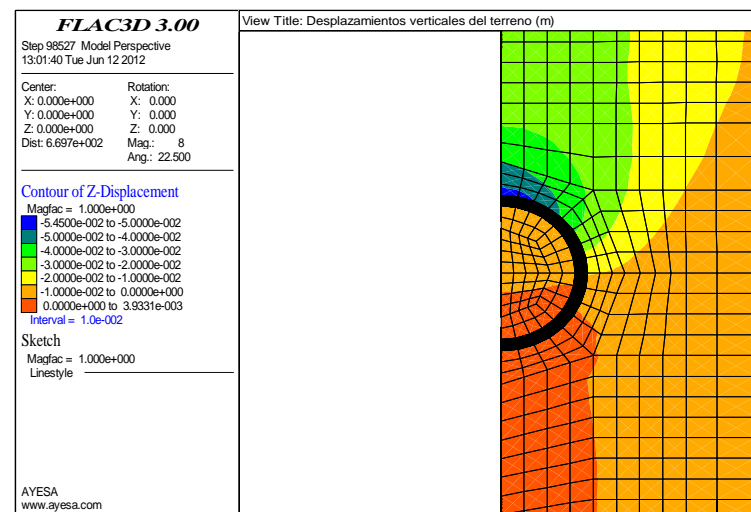 FLAC3D 3.00
Step 98527 Model Perspective
13:01:40 Tue Jun 12 2012
Center:
X: 0.000e+000
Y: 0.000e+000
Z: 0.000e+000
Dist: 6.697e+002
Rotation:
X: 0.000
Y: 0.000
Z: 0.000
Mag.: 8
Ang.: 22.500
Contour of Z-Displacement
Magfac = 1.000e+000
-5.4500e-002 to -5.0000e-002
-5.0000e-002 to -4.0000e-002
-4.0000e-002 to -3.0000e-002
-3.0000e-002 to -2.0000e-002
-2.0000e-002 to -1.0000e-002
-1.0000e-002 to 0.0000e+000
0.0000e+000 to 3.9331e-003
Interval = 1.0e-002
Sketch
Magfac = 1.000e+000
Linestyle
AYESA
www.ayesa.com
View Title: Desplazamientos verticales del terreno (m)